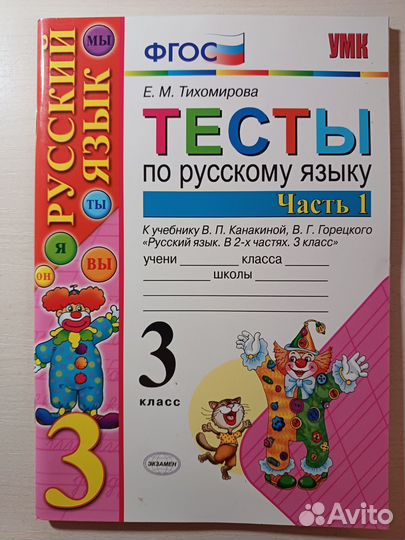 РУССКИЙ
ЯЗЫК
МЫ
ТЫ
Я
ВЫ
ОН
3
ФГОС
УМК
Е. М. Тихомирова
ТЕСТЫ
по русскому языку
Часть 1
К учебнику В. П. Канакиной, В. Г. Горецкого
«Русский язык. В 2-х частях. 3 класс»
учени класса
школы
3
класс
ЭКЗАМЕН
Avito